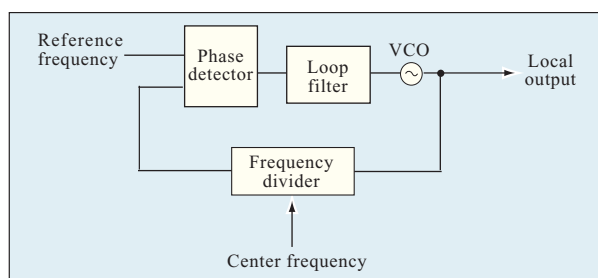 Reference
frequency
Phase
detector
Loop
filter
VCO
Local
output
Frequency
divider
Center frequency